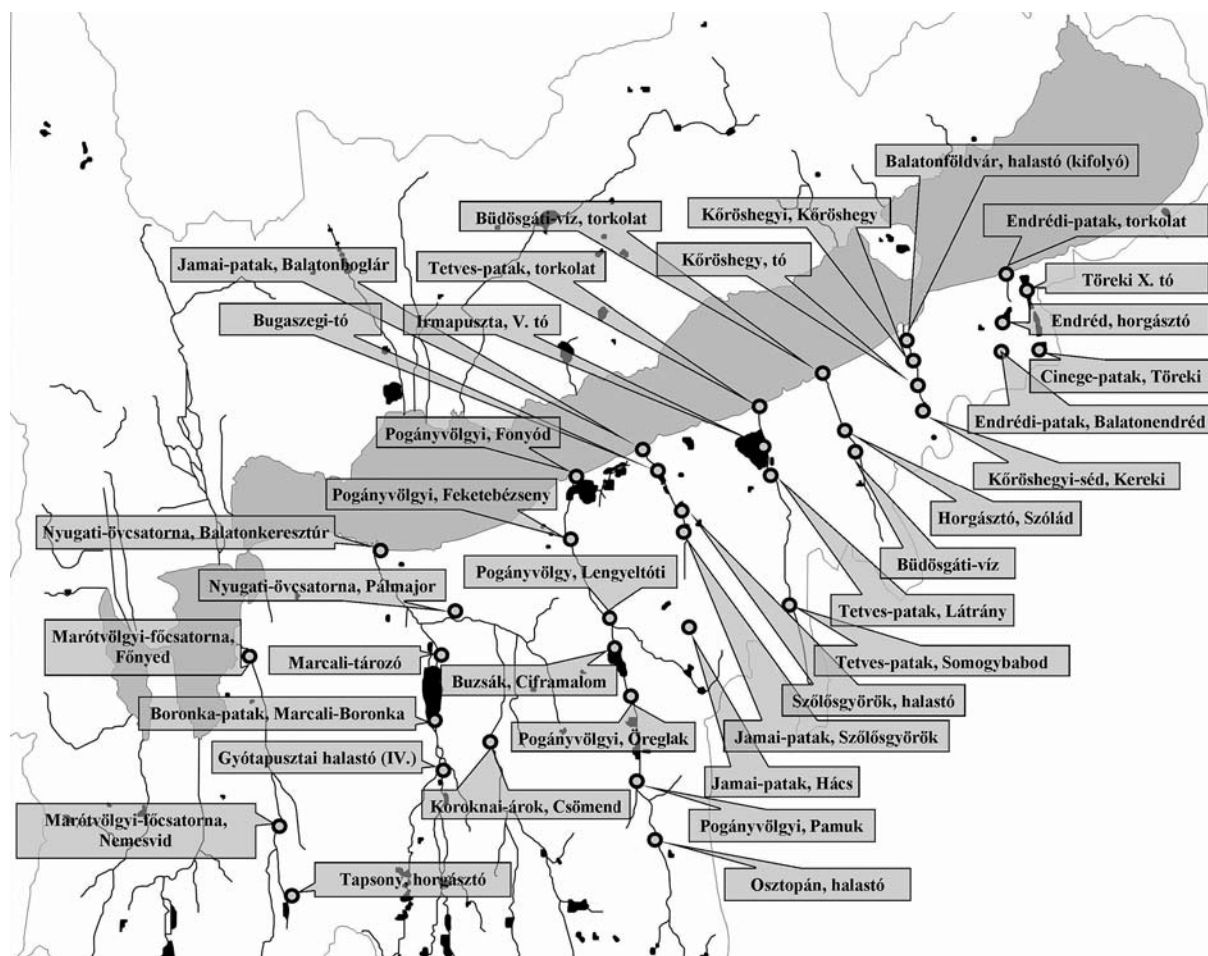 Balatonföldvár, halastó (kifolyó)
Büdösgáti-víz, torkolat
Kőröshegyi, Kőröshegy
Endrédi-patak, torkolat
Jamai-patak, Balatonboglár
Tetves-patak, torkolat
Kőröshegy, tó
Töreki X. tó
Bugaszegi-tó
Irmapuszta, V. tó
Endréd, horgásztó
Cinege-patak, Töreki
Pogányvölgyi, Fonyód
Endrédi-patak, Balatonendréd
Kőröshegyi-séd, Kereki
Pogányvölgyi, Feketebézseny
Horgásztó, Szólád
Nyugati-övcsatorna, Balatonkeresztúr
Büdösgáti-víz
Pogányvölgy, Lengyeltóti
Nyugati-övcsatorna, Pálmajor
Tetves-patak, Látrány
Marótvölgyi-főcsatorna,
Főnyed
Marcali-tározó
Tetves-patak, Somogybabod
Buzsák, Ciframalom
Szőlősgyörök, halastó
Boronka-patak, Marcali-Boronka
Pogányvölgyi, Öreglak
Jamai-patak, Szőlősgyörök
Gyótapusztai halastó (IV.)
Jamai-patak, Hács
Koroknai-árok, Csömend
Marótvölgyi-főcsatorna,
Nemesvid
Pogányvölgyi, Pamuk
Tapsony, horgásztó
Osztopán, halastó